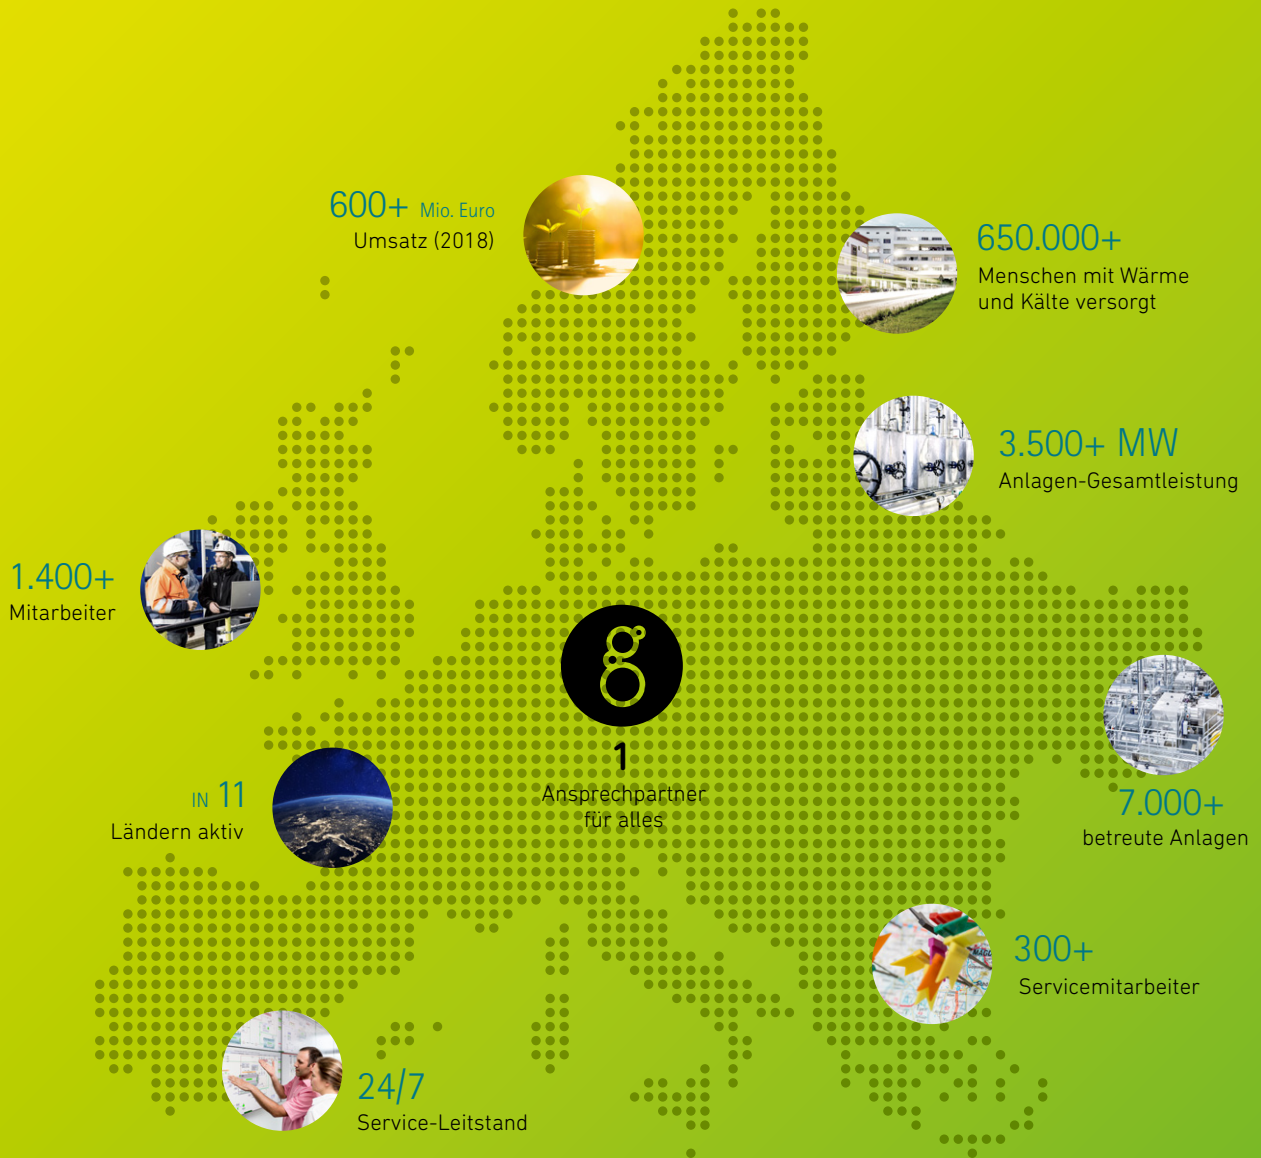 600+ Mio. Euro
Umsatz (2018)
650.000+
Menschen mit Wärme
und Kälte versorgt
3.500+ MW
Anlagen-Gesamtleistung
1.400+
Mitarbeiter
g
1
Ansprechpartner
für alles
IN 11
Ländern aktiv
7.000+
betreute Anlagen
300+
Servicemitarbeiter
24/7
Service-Leitstand